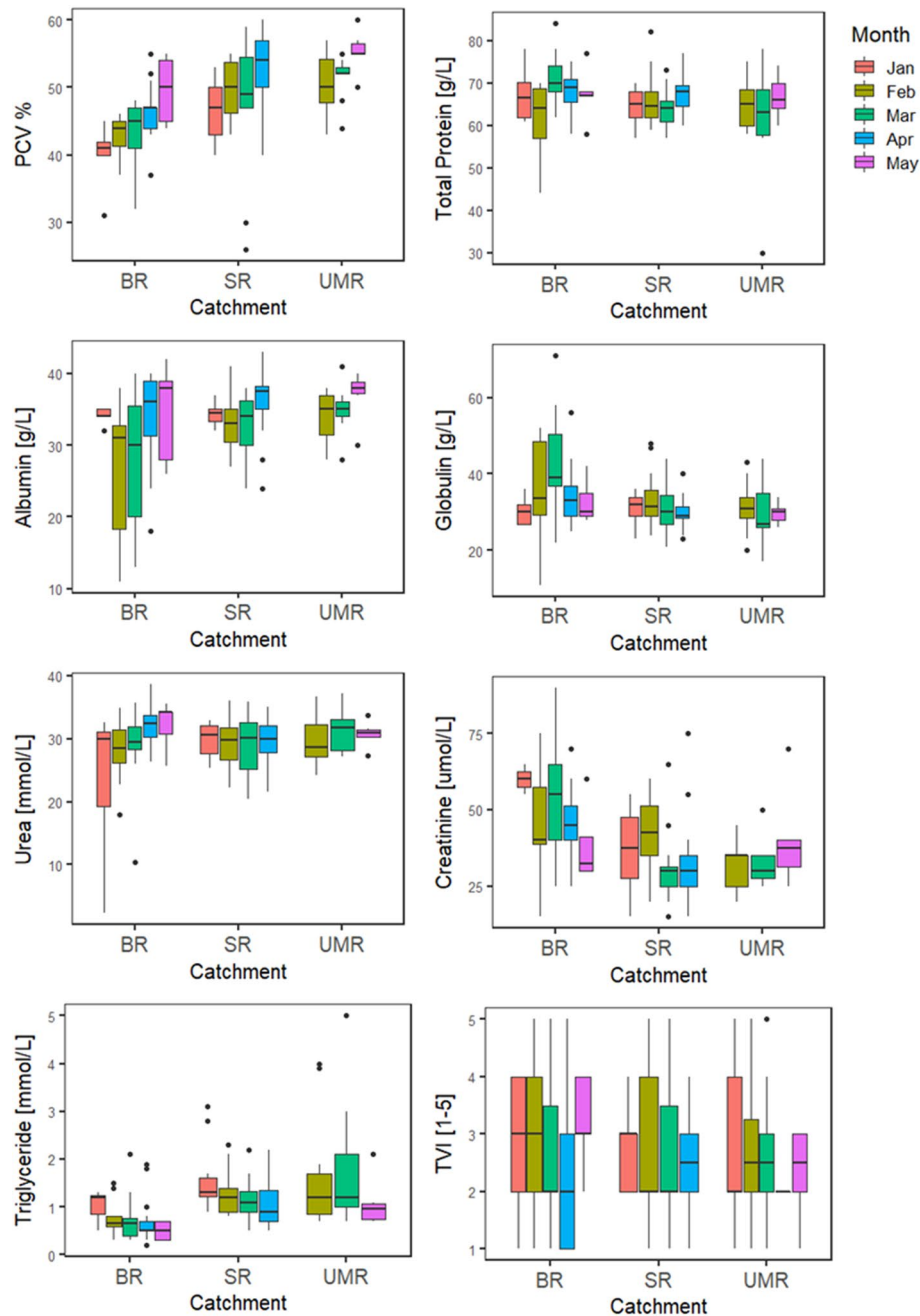 60
50
40
30
PCV %
BR
SR
UMR
Catchment
80
70
60
50
40
30
Total Protein [g/L]
BR
SR
UMR
Catchment
Month
Jan
Feb
Mar
Apr
May
40
30
20
10
Albumin [g/L]
BR
SR
UMR
Catchment
60
40
20
Globulin [g/L]
BR
SR
UMR
Catchment
40
30
20
10
Urea [mmol/L]
BR
SR
UMR
Catchment
75
50
25
Creatinine [umol/L]
BR
SR
UMR
Catchment
5
4
3
2
1
0
Triglyceride [mmol/L]
BR
SR
UMR
Catchment
5
4
3
2
1
TVI [1-5]
BR
SR
UMR
Catchment